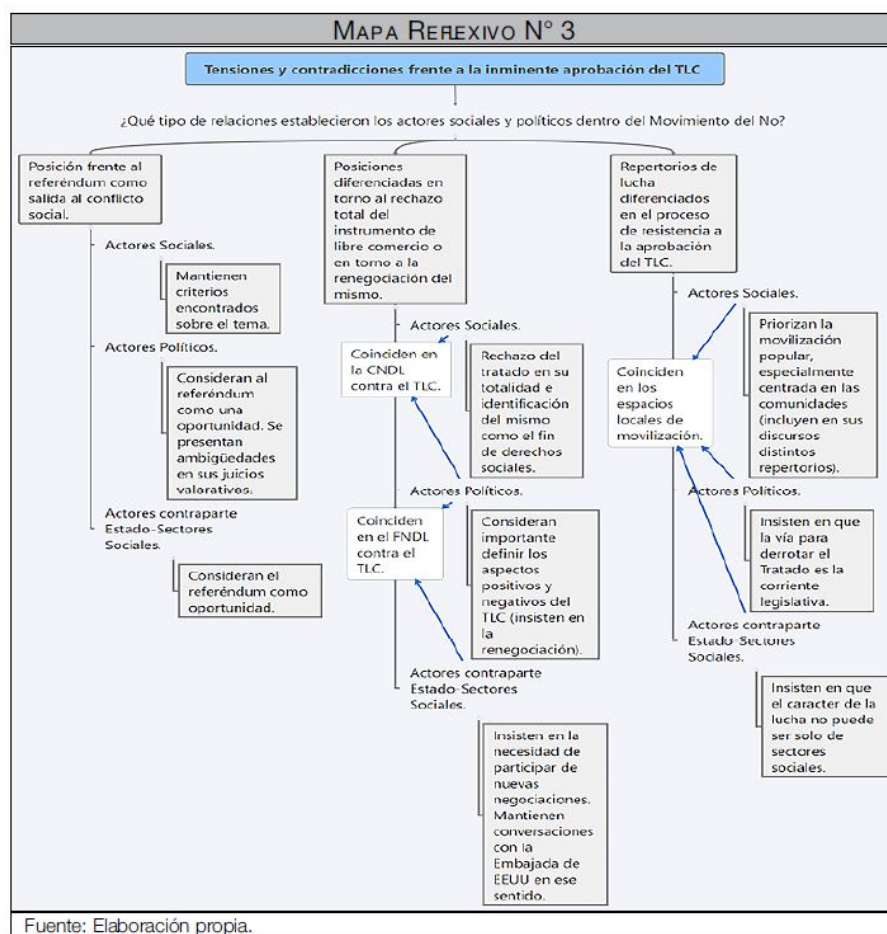 MAPA REFLEXIVO N° 3
Tensiones y contradicciones frente a la inminente aprobación del TLC
¿Qué tipo de relaciones establecieron los actores sociales y políticos dentro del Movimiento del No?
Posición frente al
referéndum como
salida al conflicto
social.
Actores Sociales.
Mantienen
criterios
encontrados
sobre el tema.
Actores Políticos.
Consideran al
referéndum
como una
oportunidad. Se
presentan
ambigüedades
en sus juicios
valorativos.
Actores contraparte
Estado-Sectores
Sociales.
Consideran el
referéndum como
oportunidad.
Posiciones
diferenciadas en
torno al rechazo
total del
instrumento de
libre comercio o
en torno a la
renegociación del
mismo.
Actores Sociales.
Coinciden en
la CNDL
contra el TLC.
Rechazo del
tratado en su
totalidad e
identificación
del mismo
como el fin
de derechos
sociales.
Actores Políticos.
Coinciden
en el FNDL
contra el
TLC.
Consideran
importante
definir los
aspectos
positivos y
negativos del
TLC (insisten en
la
renegociación).
Actores contraparte
Estado-Sectores
Sociales.
Insisten en la
necesidad de
participar de
nuevas
negociaciones.
Mantienen
conversaciones
con la
Embajada de
EEUU en ese
sentido.
Repertorios de
lucha
diferenciados
en el proceso
de resistencia a
la aprobación
del TLC.
Actores Sociales.
Coinciden
en los
espacios
locales de
movilización.
Priorizan la
movilización
popular,
especialmente
centrada en las
comunidades
(incluyen en sus
discursos
distintos
repertorios).
Actores Políticos.
Insisten en que
la vía para
derrotar el
Tratado es la
corriente
legislativa.
Actores contraparte
Estado-Sectores
Sociales.
Insisten en que
el caracter de la
lucha no puede
ser solo de
sectores
sociales.
Fuente: Elaboración propia.